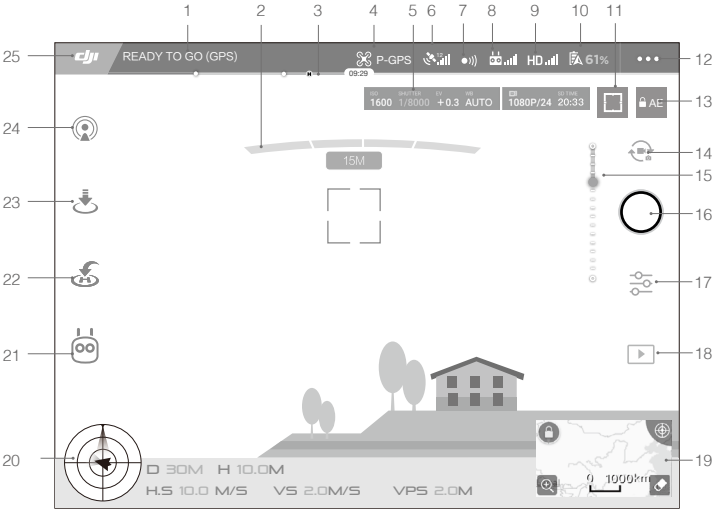 1 2 3 4 5 6 7 8 9 10 11
25 dji READY TO GO (GPS) P-GPS 12 HD 61% 12
H 09:29
ISO SHUTTER EV WB SD TIME
1600 1/8000 +0.3 AUTO 1080P/24 20:33 AE 13
24
14
15M 15
23
16
22 H 17
21 18
20 D 30M H 10.0M 0 1000km 19
H.S 10.0 M/S VS 2.0M/S VPS 2.0M